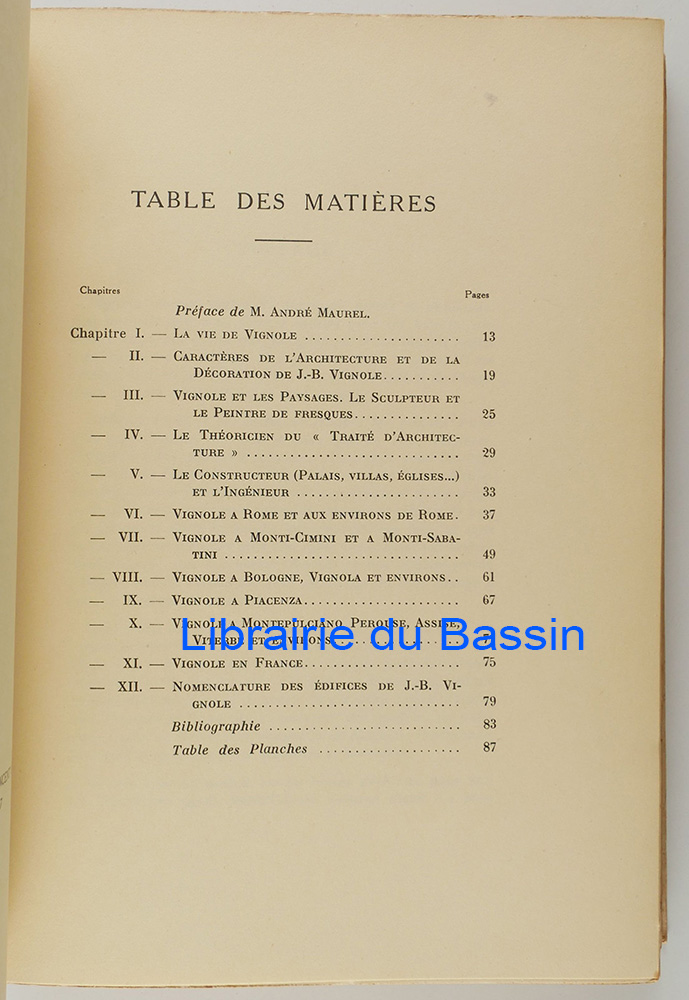 TABLE DES MATIÈRES
Chapitres
Pages
Préface de M. André Maurel.
Chapitre I. — La vie de Vignole ...................... 13
— II. — Caractères de l'Architecture et de la
Décoration de J.-B. Vignole........... 19
— III. — Vignole et les Paysages. Le Sculpteur et
le Peintre de fresques............... 25
— IV. — Le Théoricien du « Traité d'Architec-
ture » .............................. 29
— V. — Le Constructeur (Palais, villas, églises...)
et l'Ingénieur ....................... 33
— VI. — Vignole a Rome et aux environs de Rome. 37
— VII. — Vignole a Monti-Cimini et a Monti-Saba-
tini ................................. 49
— VIII. — Vignole a Bologne, Vignola et environs.. 61
— IX. — Vignole a Piacenza...................... 67
— X. — Vignole a Montepulciano, Perouse, Assise,
Viterbe et environs
Librairie du Bassin
— XI. — Vignole en France...................... 75
— XII. — Nomenclature des édifices de J.-B. Vi-
gnole ............................... 79
Bibliographie ........................... 83
Table des Planches .................... 87